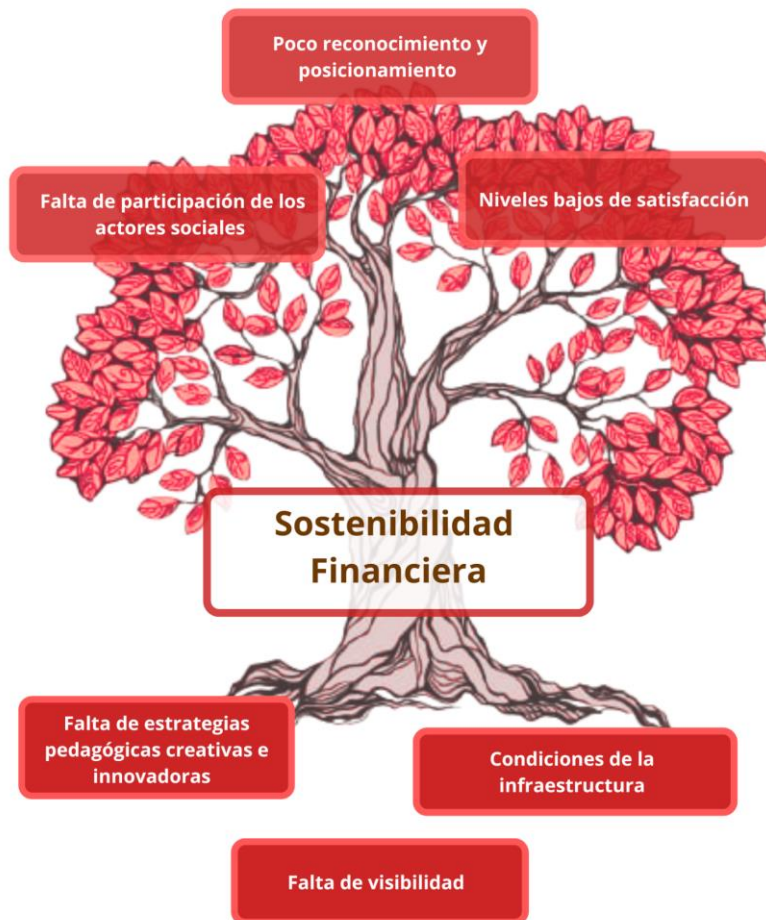 Poco reconocimiento y
posicionamiento
Falta de participación de los
actores sociales
Niveles bajos de satisfacción
Sostenibilidad
Financiera
Falta de estrategias
pedagógicas creativas e
innovadoras
Condiciones de la
infraestructura
Falta de visibilidad